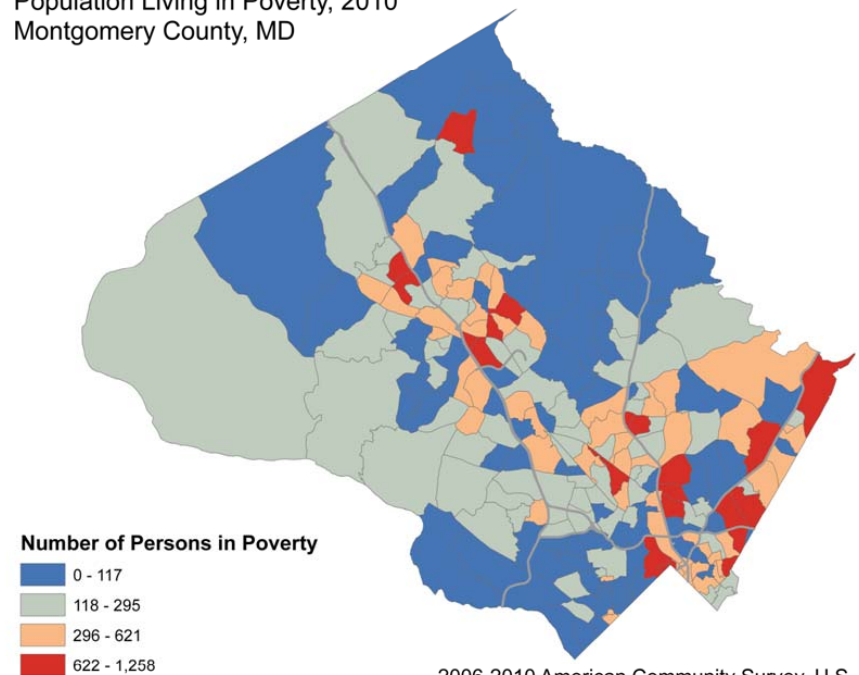 Population Living in Poverty, 2010
Montgomery County, MD
Number of Persons in Poverty
0 - 117
118 - 295
296 - 621
622 - 1,258
2006-2010 American Community Survey, U.S.